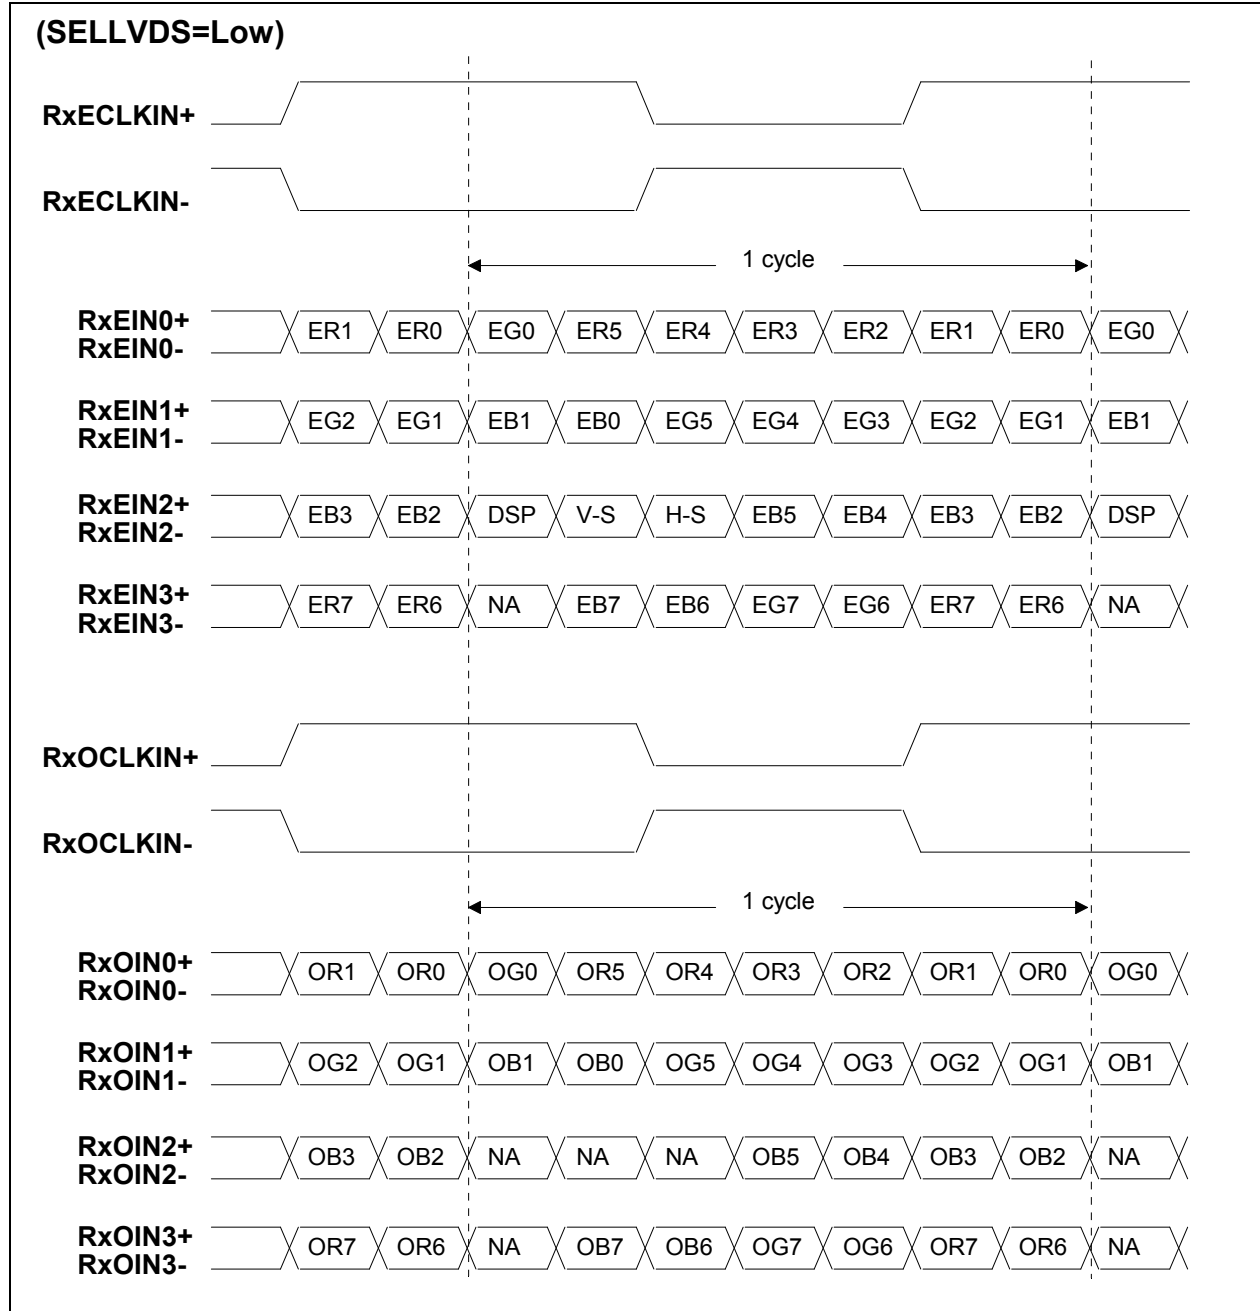 (SELLVDS=Low)
RxECLKIN+
RxECLKIN-
1 cycle
RxEIN0+
RxEIN0-
ER1 ER0 EG0 ER5 ER4 ER3 ER2 ER1 ER0 EG0
RxEIN1+
RxEIN1-
EG2 EG1 EB1 EB0 EG5 EG4 EG3 EG2 EG1 EB1
RxEIN2+
RxEIN2-
EB3 EB2 DSP V-S H-S EB5 EB4 EB3 EB2 DSP
RxEIN3+
RxEIN3-
ER7 ER6 NA EB7 EB6 EG7 EG6 ER7 ER6 NA
RxOCLKIN+
RxOCLKIN-
1 cycle
RxOIN0+
RxOIN0-
OR1 OR0 OG0 OR5 OR4 OR3 OR2 OR1 OR0 OG0
RxOIN1+
RxOIN1-
OG2 OG1 OB1 OB0 OG5 OG4 OG3 OG2 OG1 OB1
RxOIN2+
RxOIN2-
OB3 OB2 NA NA NA OB5 OB4 OB3 OB2 NA
RxOIN3+
RxOIN3-
OR7 OR6 NA OB7 OB6 OG7 OG6 OR7 OR6 NA